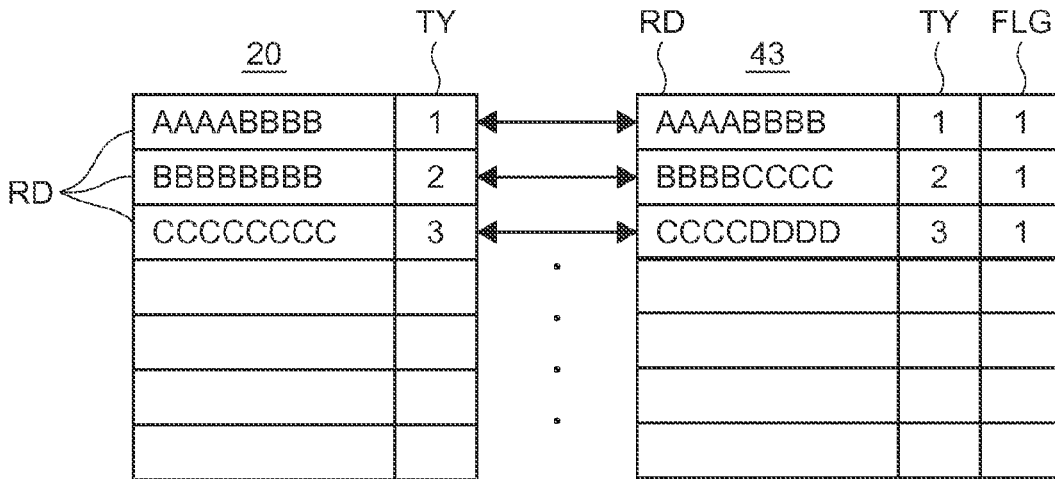 20 TY RD 43 TY FLG
AAAABBBB 1 AAAABBBB 1 1
RD BBBBBBBB 2 BBBBCCCC 2 1
CCCCCCCC 3 CCCCDDDD 3 1